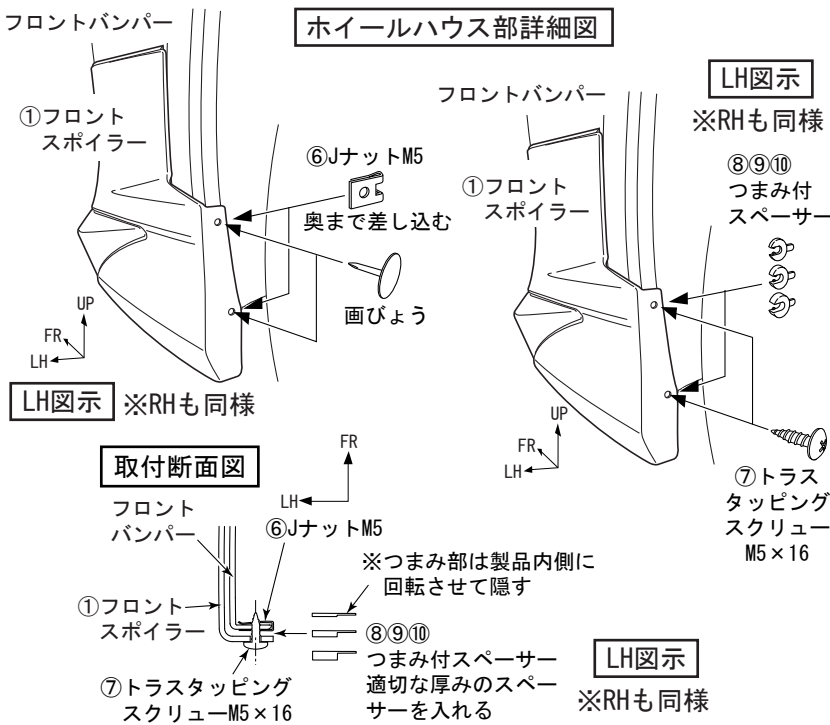 ホイールハウス部詳細図
フロントバンパー
①フロント
スポイラー
⑥JナットM5
奥まで差し込む
画びょう
UP
FR
LH
LH図示
※RHも同様
LH図示
※RHも同様
フロントバンパー
①フロント
スポイラー
⑧⑨⑩
つまみ付
スペーサー
UP
FR
LH
⑦トラス
タッピング
スクリュー
M5×16
取付断面図
FR
LH
フロント
バンパー
⑥JナットM5
①フロント
スポイラー
⑦トラスタッピング
スクリューM5×16
※つまみ部は製品内側に
回転させて隠す
⑧⑨⑩
つまみ付スペーサー
適切な厚みのスペー
サーを入れる
LH図示
※RHも同様